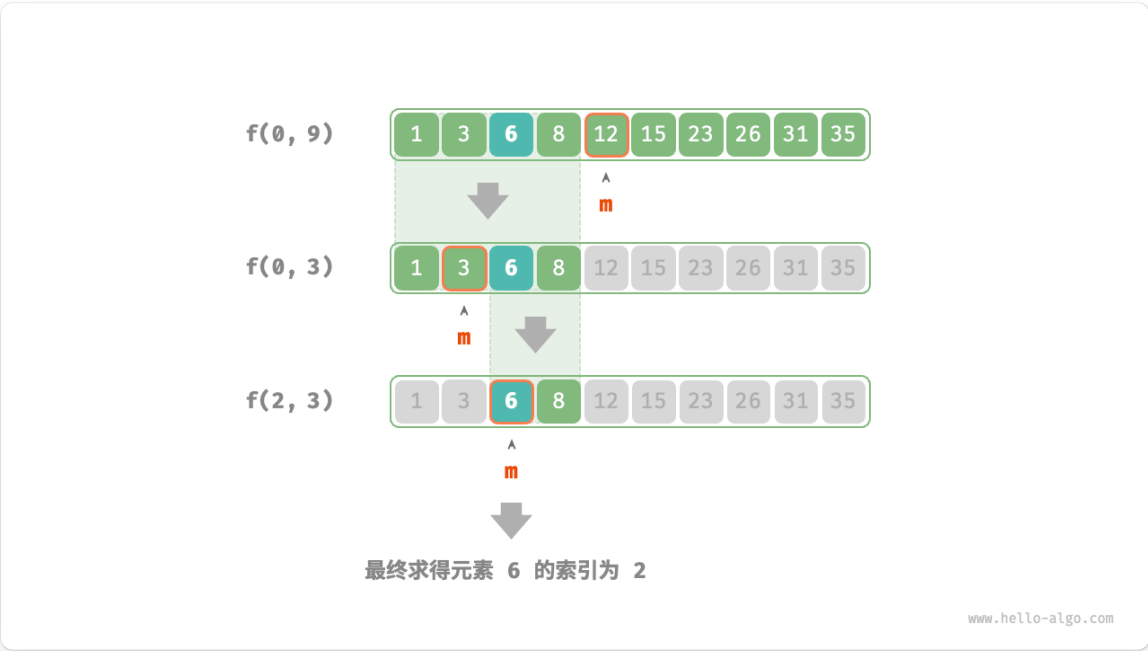 f(0, 9) 1 3 6 8 12 15 23 26 31 35
m
f(0, 3) 1 3 6 8 12 15 23 26 31 35
m
f(2, 3) 1 3 6 8 12 15 23 26 31 35
m
最终求得元素 6 的索引为 2
www.hello-algo.com